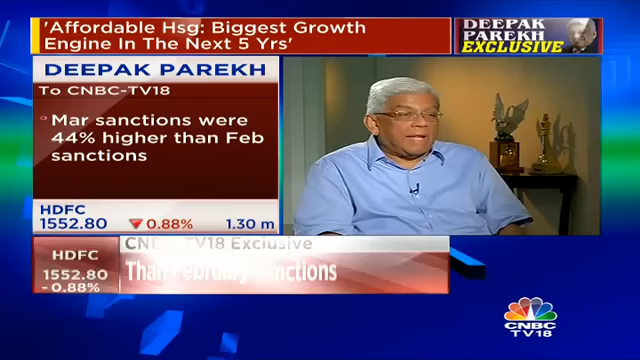 'Affordable Hsg: Biggest Growth
Engine In The Next 5 Yrs'
DEEPAK
PAREKH
EXCLUSIVE
DEEPAK PAREKH
To CNBC-TV18
Mar sanctions were
44% higher than Feb
sanctions
HDFC
1552.80 ▼ 0.88% 1.30 m
HDFC
1552.80
- 0.88%
CNBC-TV18 Exclusive
Than February Sanctions
CNBC
TV18